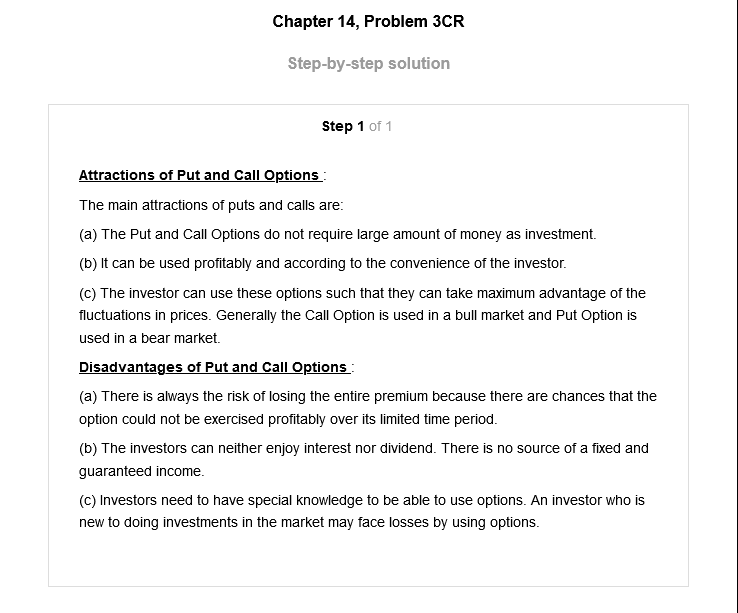 Chapter 14, Problem 3CR
Step-by-step solution
Step 1 of 1
Attractions of Put and Call Options :
The main attractions of puts and calls are:
(a) The Put and Call Options do not require large amount of money as investment.
(b) It can be used profitably and according to the convenience of the investor.
(c) The investor can use these options such that they can take maximum advantage of the
fluctuations in prices. Generally the Call Option is used in a bull market and Put Option is
used in a bear market.
Disadvantages of Put and Call Options :
(a) There is always the risk of losing the entire premium because there are chances that the
option could not be exercised profitably over its limited time period.
(b) The investors can neither enjoy interest nor dividend. There is no source of a fixed and
guaranteed income.
(c) Investors need to have special knowledge to be able to use options. An investor who is
new to doing investments in the market may face losses by using options.